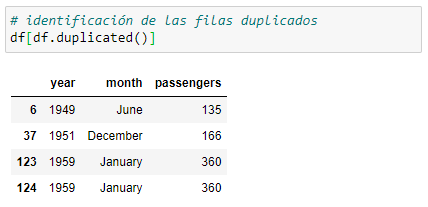 # identificación de las filas duplicados
df[df.duplicated()]
year month passengers
6 1949 June 135
37 1951 December 166
123 1959 January 360
124 1959 January 360